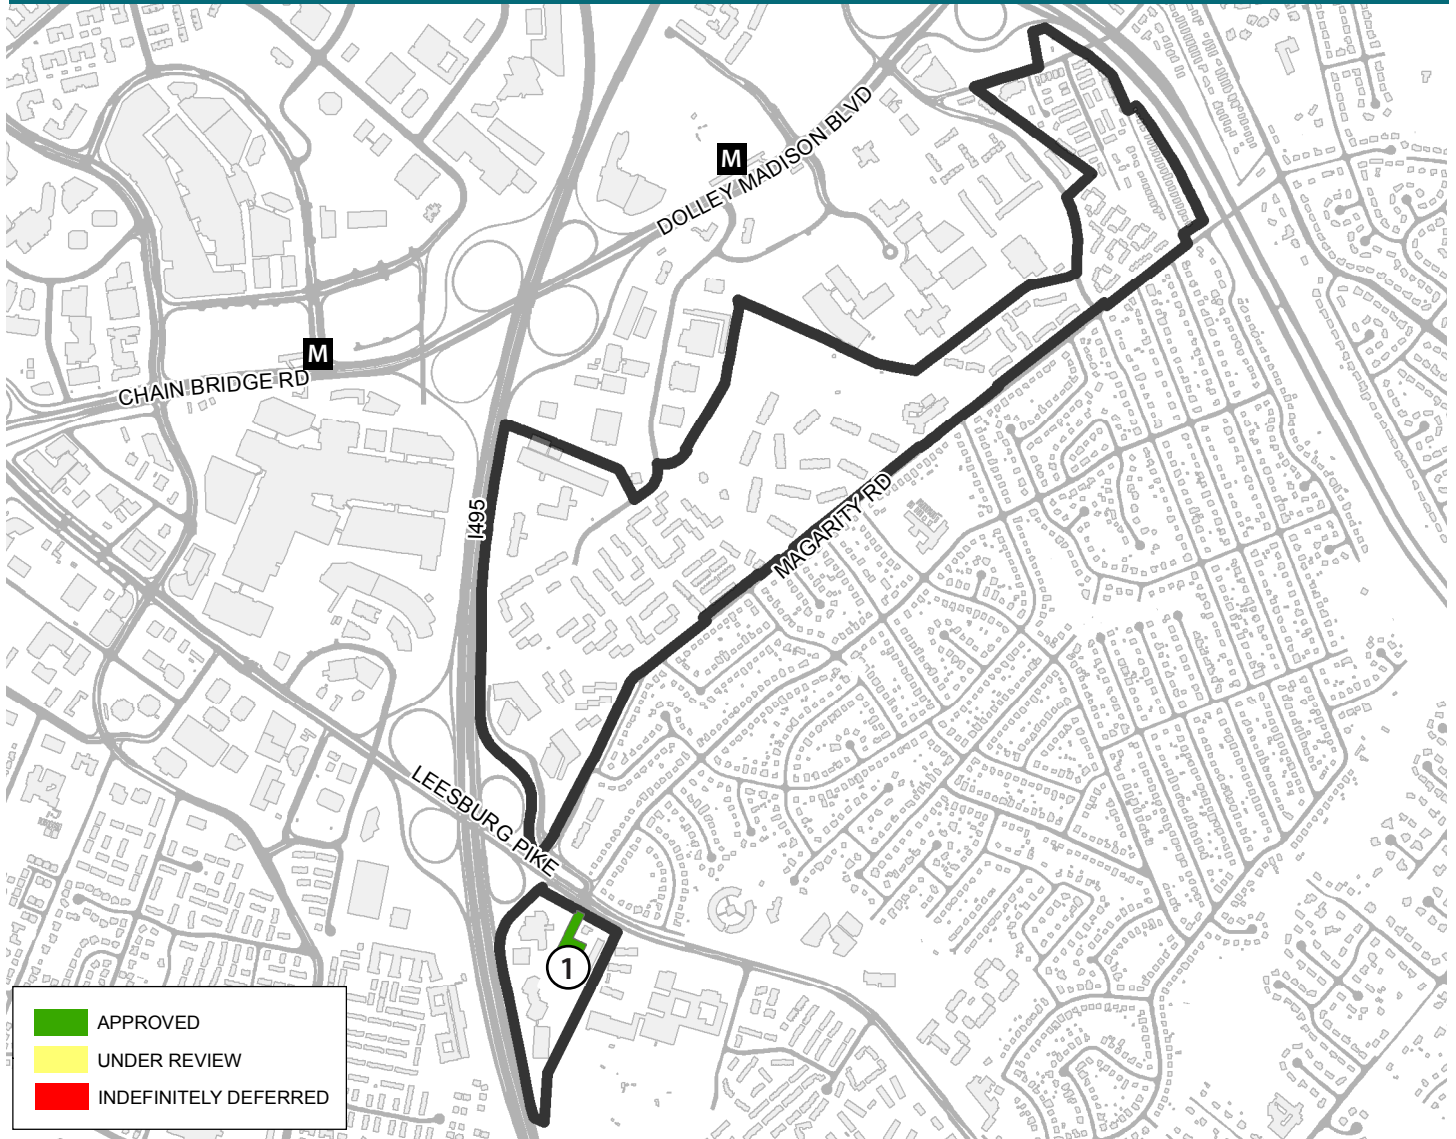 M
DOLLEY MADISON BLVD
M
CHAIN BRIDGE RD
I495
MAGARITY RD
LEESBURG PIKE
1
APPROVED
UNDER REVIEW
INDEFINITELY DEFERRED